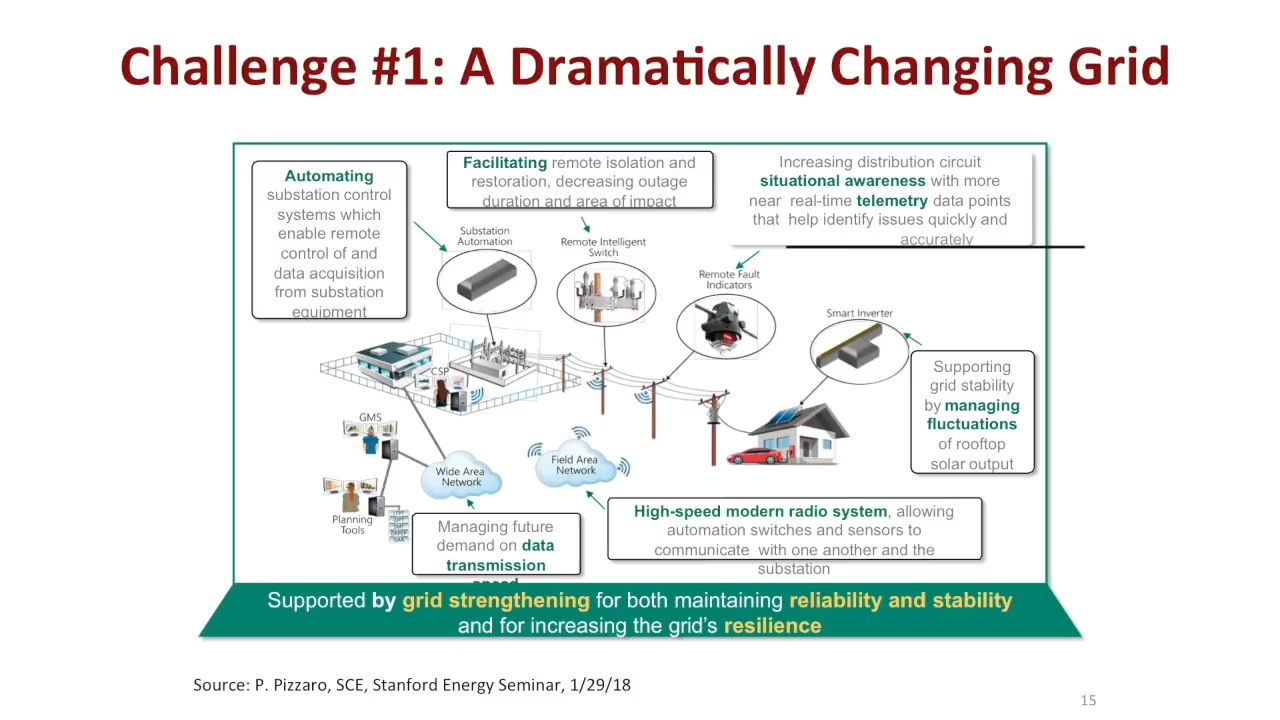 Challenge #1: A Dramatically Changing Grid
Automating
substation control
systems which
enable remote
control of and
data acquisition
from substation
equipment
Facilitating remote isolation and
restoration, decreasing outage
duration and area of impact
Increasing distribution circuit
situational awareness with more
near real-time telemetry data points
that help identify issues quickly and
accurately
Substation
Automation
Remote Intelligent
Switch
Remote Fault
Indicators
Smart Inverter
Supporting
grid stability
by managing
fluctuations
of rooftop
solar output
CSP
GMS
Wide Area
Network
Field Area
Network
Planning
Tools
Managing future
demand on data
transmission
speed
High-speed modern radio system, allowing
automation switches and sensors to
communicate with one another and the
substation
Supported by grid strengthening for both maintaining reliability and stability
and for increasing the grid's resilience
Source: P. Pizzaro, SCE, Stanford Energy Seminar, 1/29/18
15